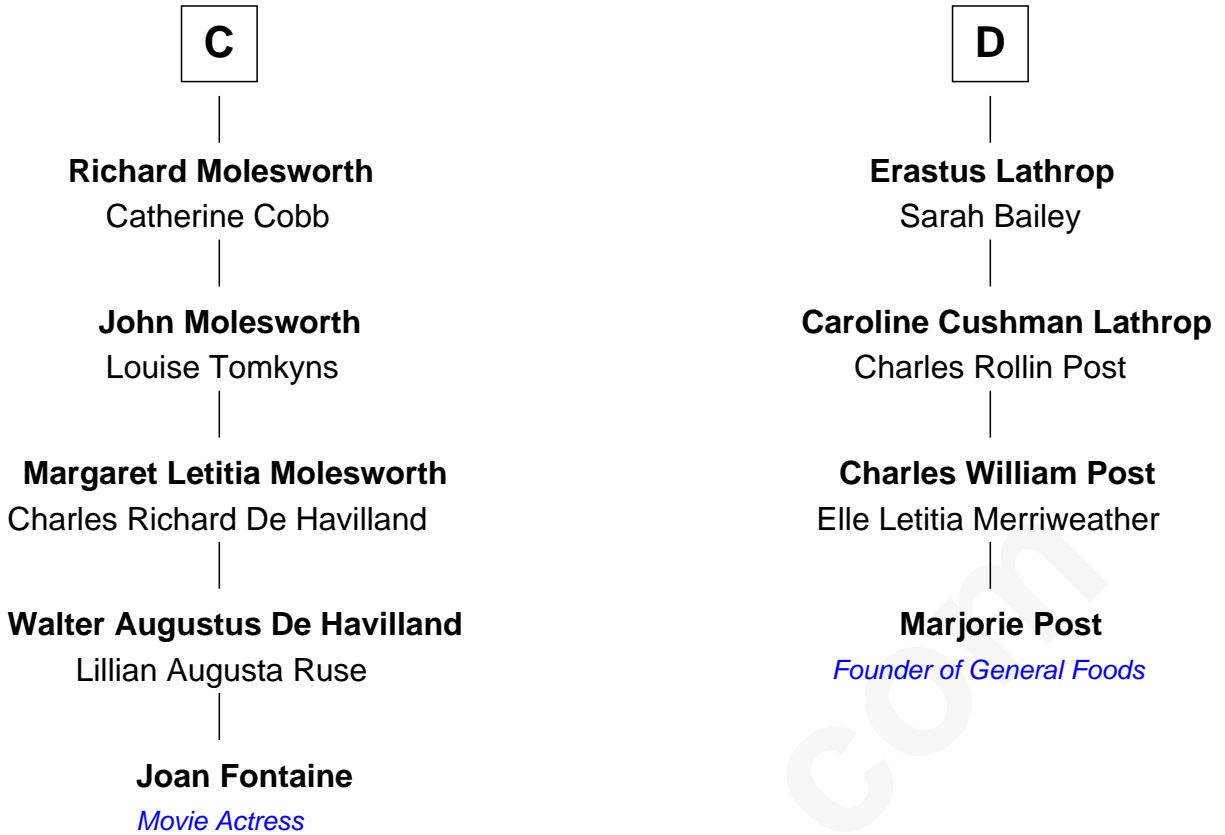 C
Richard Molesworth
Catherine Cobb
John Molesworth
Louise Tomkyns
Margaret Letitia Molesworth
Charles Richard De Havilland
Walter Augustus De Havilland
Lillian Augusta Ruse
Joan Fontaine
Movie Actress
D
Erastus Lathrop
Sarah Bailey
Caroline Cushman Lathrop
Charles Rollin Post
Charles William Post
Elle Letitia Merriweather
Marjorie Post
Founder of General Foods
com